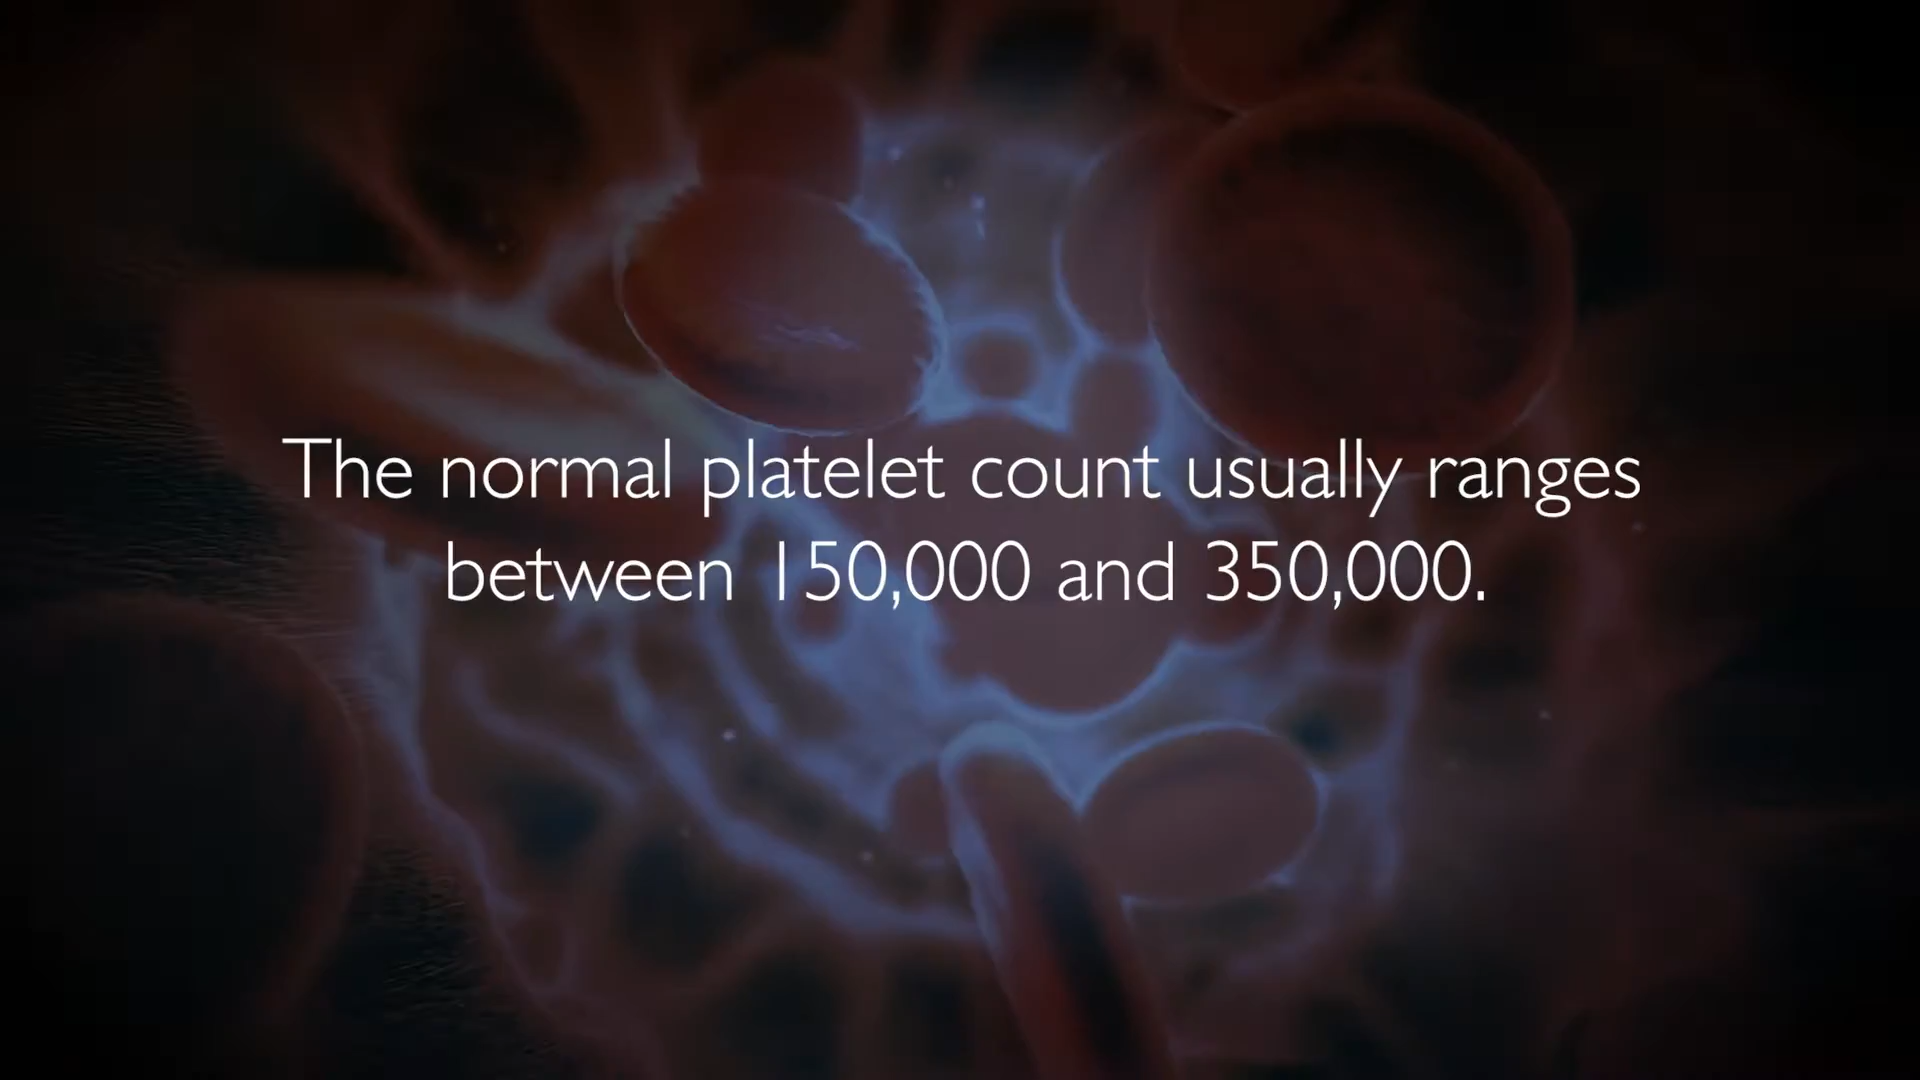 The normal platelet count usually ranges
between 150,000 and 350,000.